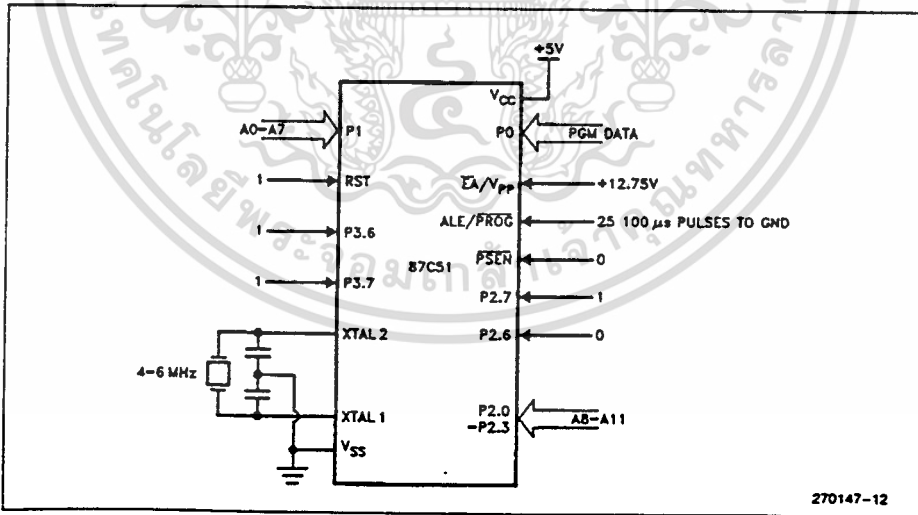 +5V
VCC
A0-A7
P1
P0
PGM DATA
1
RST
EA/VPP
+12.75V
ALE/PROG
25 100 μs PULSES TO GND
1
P3.6
87C51
PSEN
0
1
P3.7
P2.7
1
XTAL 2
P2.6
0
4-6 MHz
XTAL 1
P2.0
-P2.3
A8-A11
VSS
270147-12